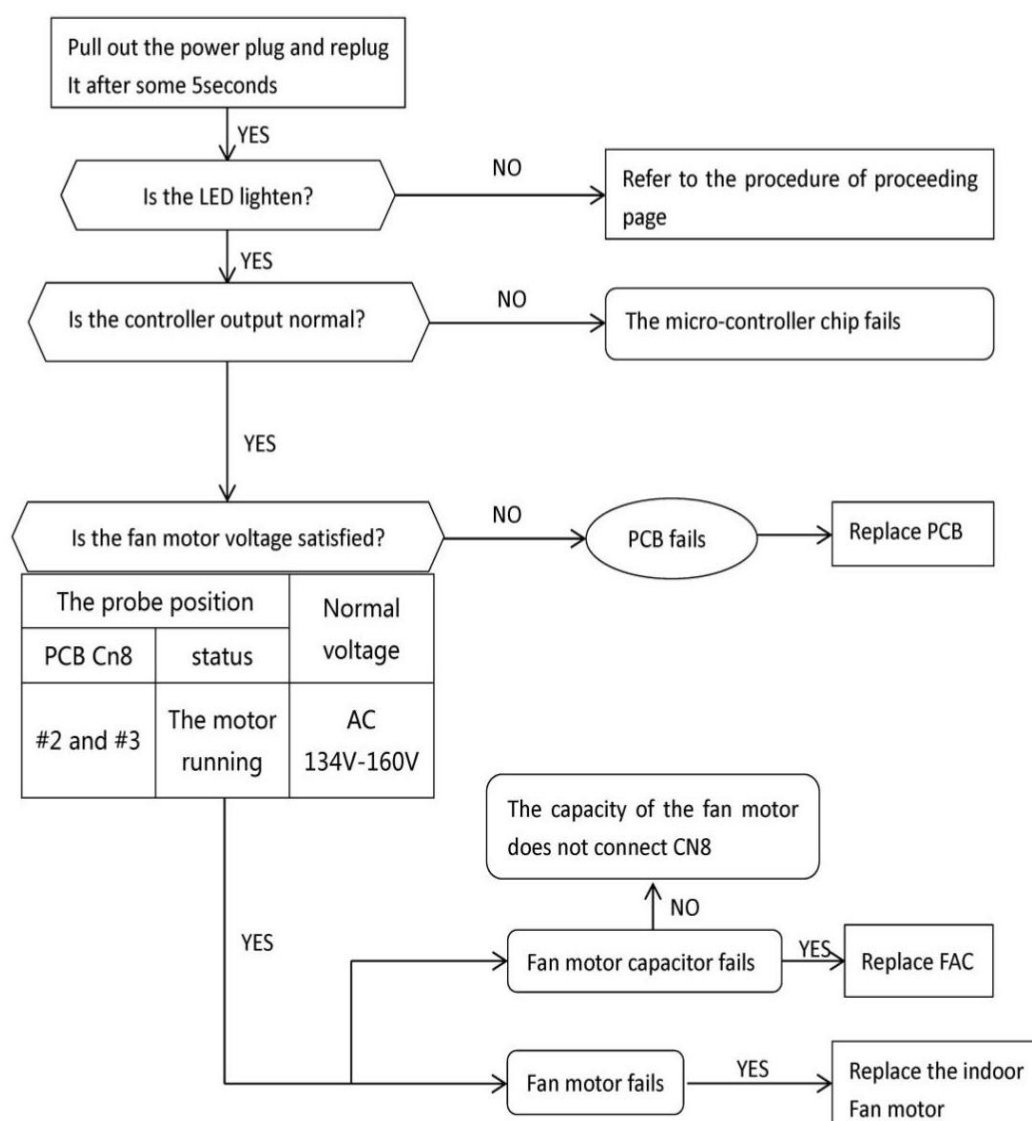 Pull out the power plug and replug
It after some 5seconds
YES
Is the LED lighten?
NO
Refer to the procedure of proceeding
page
YES
Is the controller output normal?
NO
The micro-controller chip fails
YES
Is the fan motor voltage satisfied?
NO
PCB fails
Replace PCB
The probe position
Normal
voltage
PCB Cn8
status
#2 and #3
The motor
running
AC
134V-160V
The capacity of the fan motor
does not connect CN8
NO
YES
Fan motor capacitor fails
YES
Replace FAC
Fan motor fails
YES
Replace the indoor
Fan motor